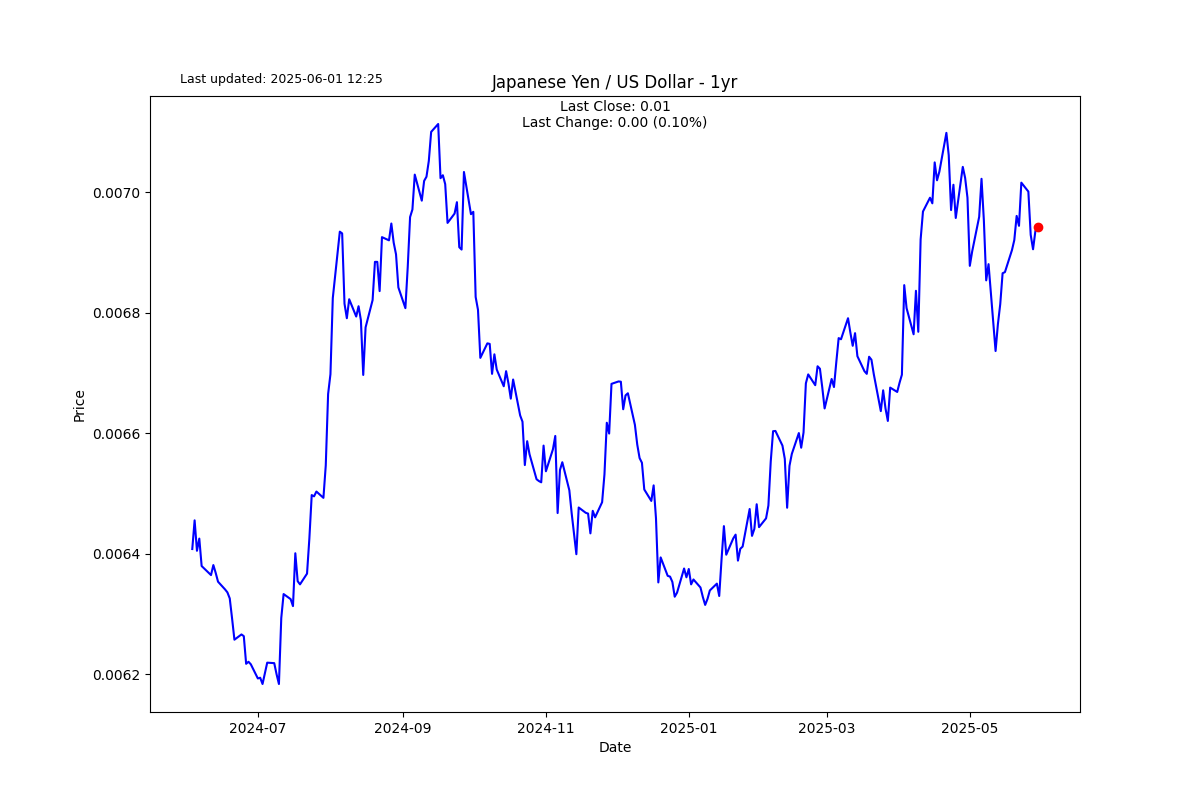 Last updated: 2025-06-01 12:25
Japanese Yen / US Dollar - 1yr
Last Close: 0.01
Last Change: 0.00 (0.10%)
0.0070
0.0068
0.0066
0.0064
0.0062
Price
2024-07
2024-09
2024-11
2025-01
2025-03
2025-05
Date